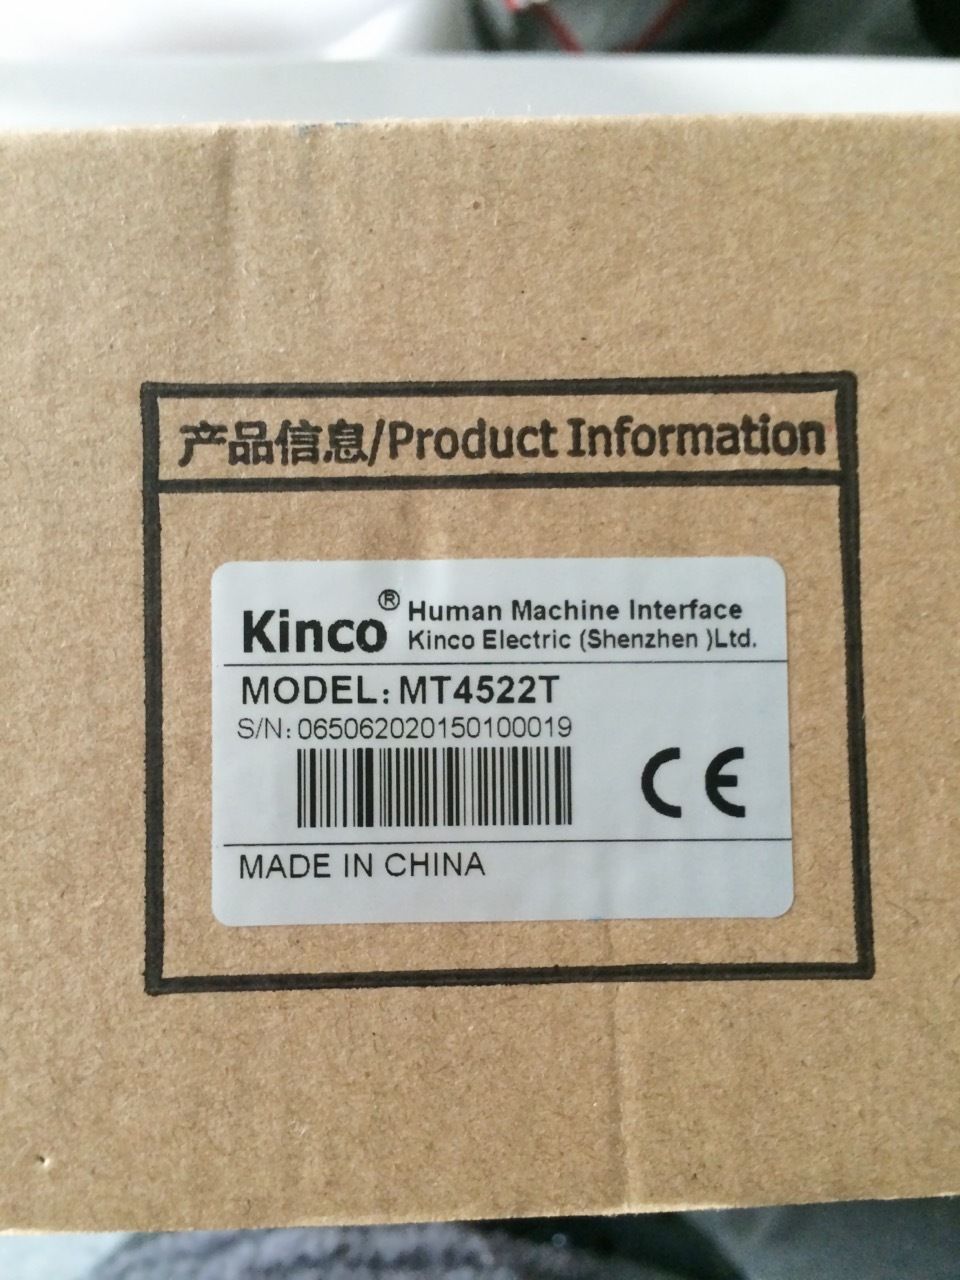 产品信息/Product Information
Kinco® Human Machine Interface
Kinco Electric (Shenzhen )Ltd.
MODEL: MT4522T
S/N: 065062020150100019
CE
MADE IN CHINA